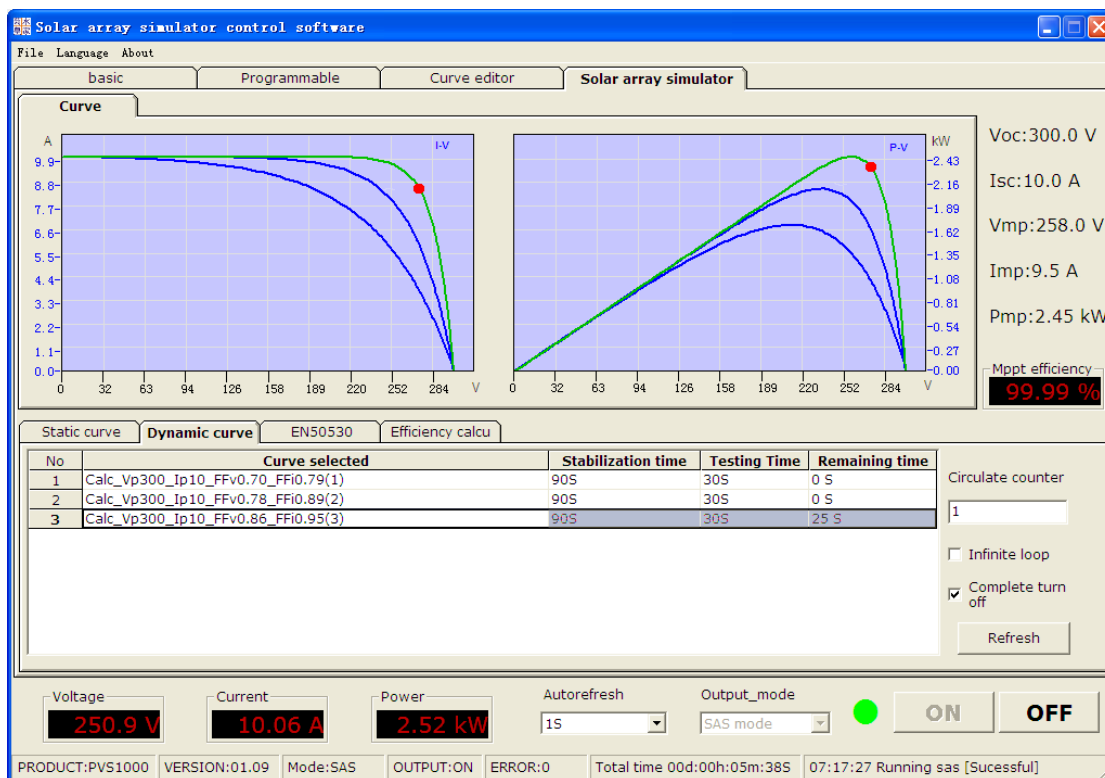 Solar array simulator control software
File Language About
basic Programmable Curve editor Solar array simulator
Curve
A I-V
9.9
8.8
7.7
6.6
5.5
4.4
3.3
2.2
1.1
0.0
0 32 63 94 126 157 189 221 252 284 V
P-V kW
2.43
2.16
1.89
1.62
1.35
1.08
0.81
0.54
0.27
0.00
0 32 63 94 126 158 189 220 252 284 V
Voc:300.0 V
Isc:10.0 A
Vmp:258.0 V
Imp:9.5 A
Pmp:2.45 kW
Mppt efficiency
99.99 %
Static curve Dynamic curve EN50530 Efficiency calcu
No Curve selected Stabilization time Testing Time Remaining time
1 Calc_Vp300_Ip10_FFv0.70_FFi0.79(1) 90S 30S 0 S
2 Calc_Vp300_Ip10_FFv0.78_FFi0.89(2) 90S 30S 0 S
3 Calc_Vp300_Ip10_FFv0.86_FFi0.95(3) 90S 30S 25 S
Circulate counter
1
Infinite loop
Complete turn
off
Refresh
Voltage Current Power Autorefresh Output_mode
250.9 V 10.06 A 2.52 kW 1S SAS mode ON OFF
PRODUCT:PVS1000 VERSION:01.09 Mode:SAS OUTPUT:ON ERROR:0 Total time 00d:00h:05m:38S 07:17:27 Running sas [Sucessful]